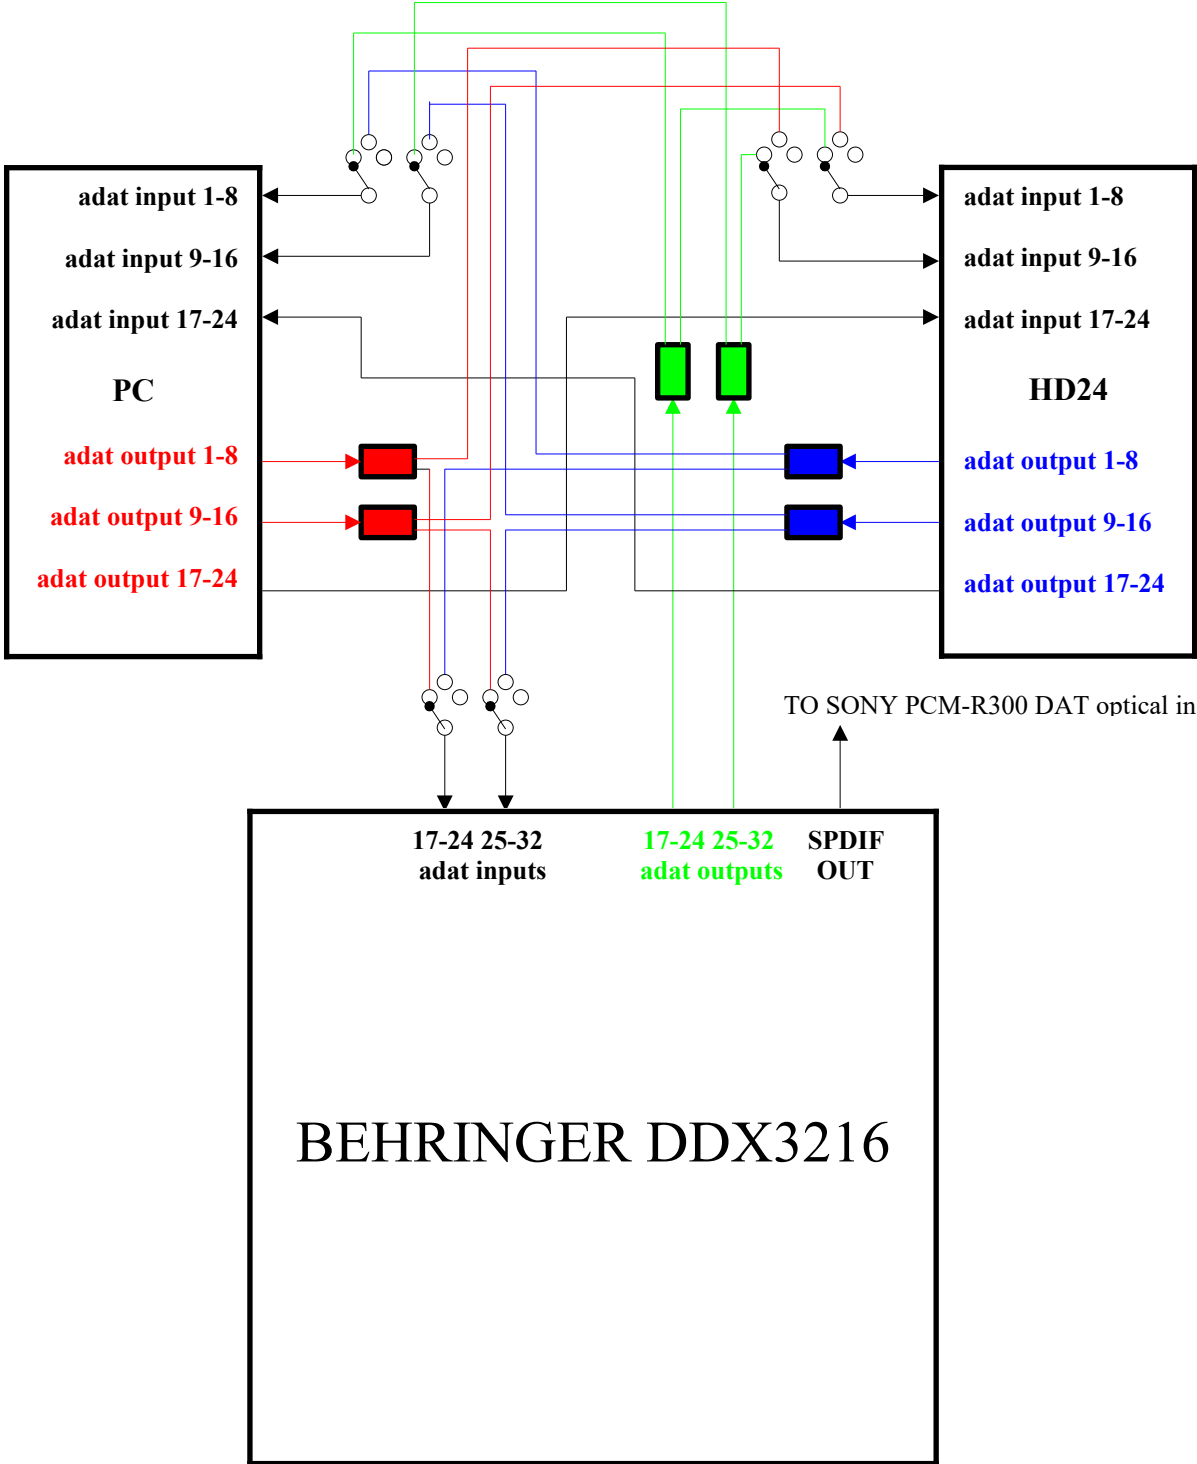 adat input 1-8
adat input 9-16
adat input 17-24
PC
adat output 1-8
adat output 9-16
adat output 17-24
adat input 1-8
adat input 9-16
adat input 17-24
HD24
adat output 1-8
adat output 9-16
adat output 17-24
TO SONY PCM-R300 DAT optical in
17-24 25-32
adat inputs
17-24 25-32
adat outputs
SPDIF
OUT
BEHRINGER DDX3216